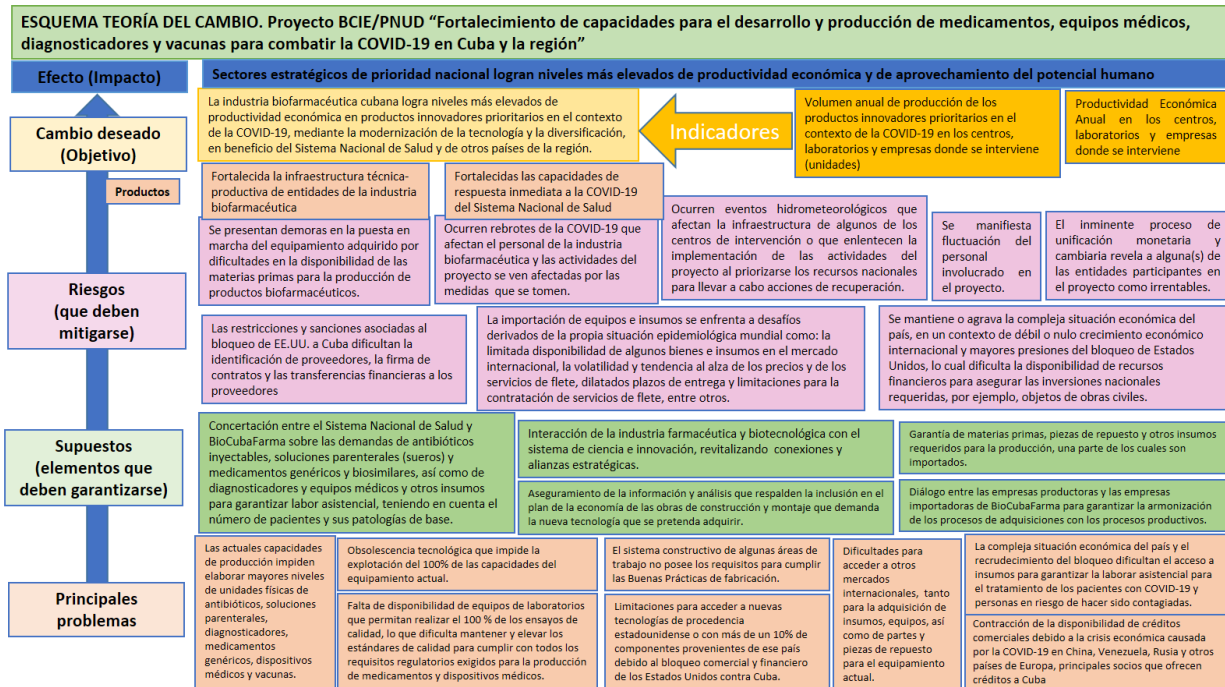 ESQUEMA TEORÍA DEL CAMBIO. Proyecto BCIE/PNUD “Fortalecimiento de capacidades para el desarrollo y producción de medicamentos, equipos médicos,
diagnosticadores y vacunas para combatir la COVID-19 en Cuba y la región”
Efecto (Impacto)
Sectores estratégicos de prioridad nacional logran niveles más elevados de productividad económica y de aprovechamiento del potencial humano
Cambio deseado
(Objetivo)
La industria biofarmacéutica cubana logra niveles más elevados de
productividad económica en productos innovadores prioritarios en el contexto
de la COVID-19, mediante la modernización de la tecnología y la diversificación,
en beneficio del Sistema Nacional de Salud y de otros países de la región.
Indicadores
Volumen anual de producción de los
productos innovadores prioritarios en el
contexto de la COVID-19 en los centros,
laboratorios y empresas donde se interviene
(unidades)
Productividad Económica
Anual en los centros,
laboratorios y empresas
donde se interviene
Productos
Fortalecida la infraestructura técnica-
productiva de entidades de la industria
biofarmacéutica
Fortalecidas las capacidades de
respuesta inmediata a la COVID-19
del Sistema Nacional de Salud
Riesgos
(que deben
mitigarse)
Se presentan demoras en la puesta en
marcha del equipamiento adquirido por
dificultades en la disponibilidad de las
materias primas para la producción de
productos biofarmacéuticos.
Ocurren rebrotes de la COVID-19 que
afectan el personal de la industria
biofarmacéutica y las actividades del
proyecto se ven afectadas por las
medidas que se tomen.
Ocurren eventos hidrometeorológicos que
afectan la infraestructura de algunos de los
centros de intervención o que enlentecen la
implementación de las actividades del
proyecto al priorizarse los recursos nacionales
para llevar a cabo acciones de recuperación.
Se manifiesta
fluctuación del
personal
involucrado en
el proyecto.
El inminente proceso de
unificación monetaria y
cambiaria revela a alguna(s) de
las entidades participantes en
el proyecto como irrentables.
Las restricciones y sanciones asociadas al
bloqueo de EE.UU. a Cuba dificultan la
identificación de proveedores, la firma de
contratos y las transferencias financieras a los
proveedores
La importación de equipos e insumos se enfrenta a desafíos
derivados de la propia situación epidemiológica mundial como: la
limitada disponibilidad de algunos bienes e insumos en el mercado
internacional, la volatilidad y tendencia al alza de los precios y de los
servicios de flete, dilatados plazos de entrega y limitaciones para la
contratación de servicios de flete, entre otros.
Se mantiene o agrava la compleja situación económica del
país, en un contexto de débil o nulo crecimiento económico
internacional y mayores presiones del bloqueo de Estados
Unidos, lo cual dificulta la disponibilidad de recursos
financieros para asegurar las inversiones nacionales
requeridas, por ejemplo, objetos de obras civiles.
Supuestos
(elementos que
deben garantizarse)
Concertación entre el Sistema Nacional de Salud y
BioCubaFarma sobre las demandas de antibióticos
inyectables, soluciones parenterales (sueros) y
medicamentos genéricos y biosimilares, así como de
diagnosticadores y equipos médicos y otros insumos
para garantizar labor asistencial, teniendo en cuenta el
número de pacientes y sus patologías de base.
Interacción de la industria farmacéutica y biotecnológica con el
sistema de ciencia e innovación, revitalizando conexiones y
alianzas estratégicas.
Garantía de materias primas, piezas de repuesto y otros insumos
requeridos para la producción, una parte de los cuales son
importados.
Aseguramiento de la información y análisis que respalden la inclusión en el
plan de la economía de las obras de construcción y montaje que demanda
la nueva tecnología que se pretenda adquirir.
Diálogo entre las empresas productoras y las empresas
importadoras de BioCubaFarma para garantizar la armonización
de los procesos de adquisiciones con los procesos productivos.
Principales
problemas
Las actuales capacidades
de producción impiden
elaborar mayores niveles
de unidades físicas de
antibióticos, soluciones
parenterales,
diagnosticadores,
medicamentos
genéricos, dispositivos
médicos y vacunas.
Obsolescencia tecnológica que impide la
explotación del 100% de las capacidades del
equipamiento actual.
Falta de disponibilidad de equipos de laboratorios
que permitan realizar el 100 % de los ensayos de
calidad, lo que dificulta mantener y elevar los
estándares de calidad para cumplir con todos los
requisitos regulatorios exigidos para la producción
de medicamentos y dispositivos médicos.
El sistema constructivo de algunas áreas de
trabajo no posee los requisitos para cumplir
las Buenas Prácticas de fabricación.
Limitaciones para acceder a nuevas
tecnologías de procedencia
estadounidense o con más de un 10% de
componentes provenientes de ese país
debido al bloqueo comercial y financiero
de los Estados Unidos contra Cuba.
Dificultades para
acceder a otros
mercados
internacionales, tanto
para la adquisición de
insumos, equipos, así
como de partes y
piezas de repuesto
para el equipamiento
actual.
La compleja situación económica del país y el
recrudecimiento del bloqueo dificultan el acceso a
insumos para garantizar la laborar asistencial para
el tratamiento de los pacientes con COVID-19 y
personas en riesgo de hacer sido contagiadas.
Contracción de la disponibilidad de créditos
comerciales debido a la crisis económica causada
por la COVID-19 en China, Venezuela, Rusia y otros
países de Europa, principales socios que ofrecen
créditos a Cuba